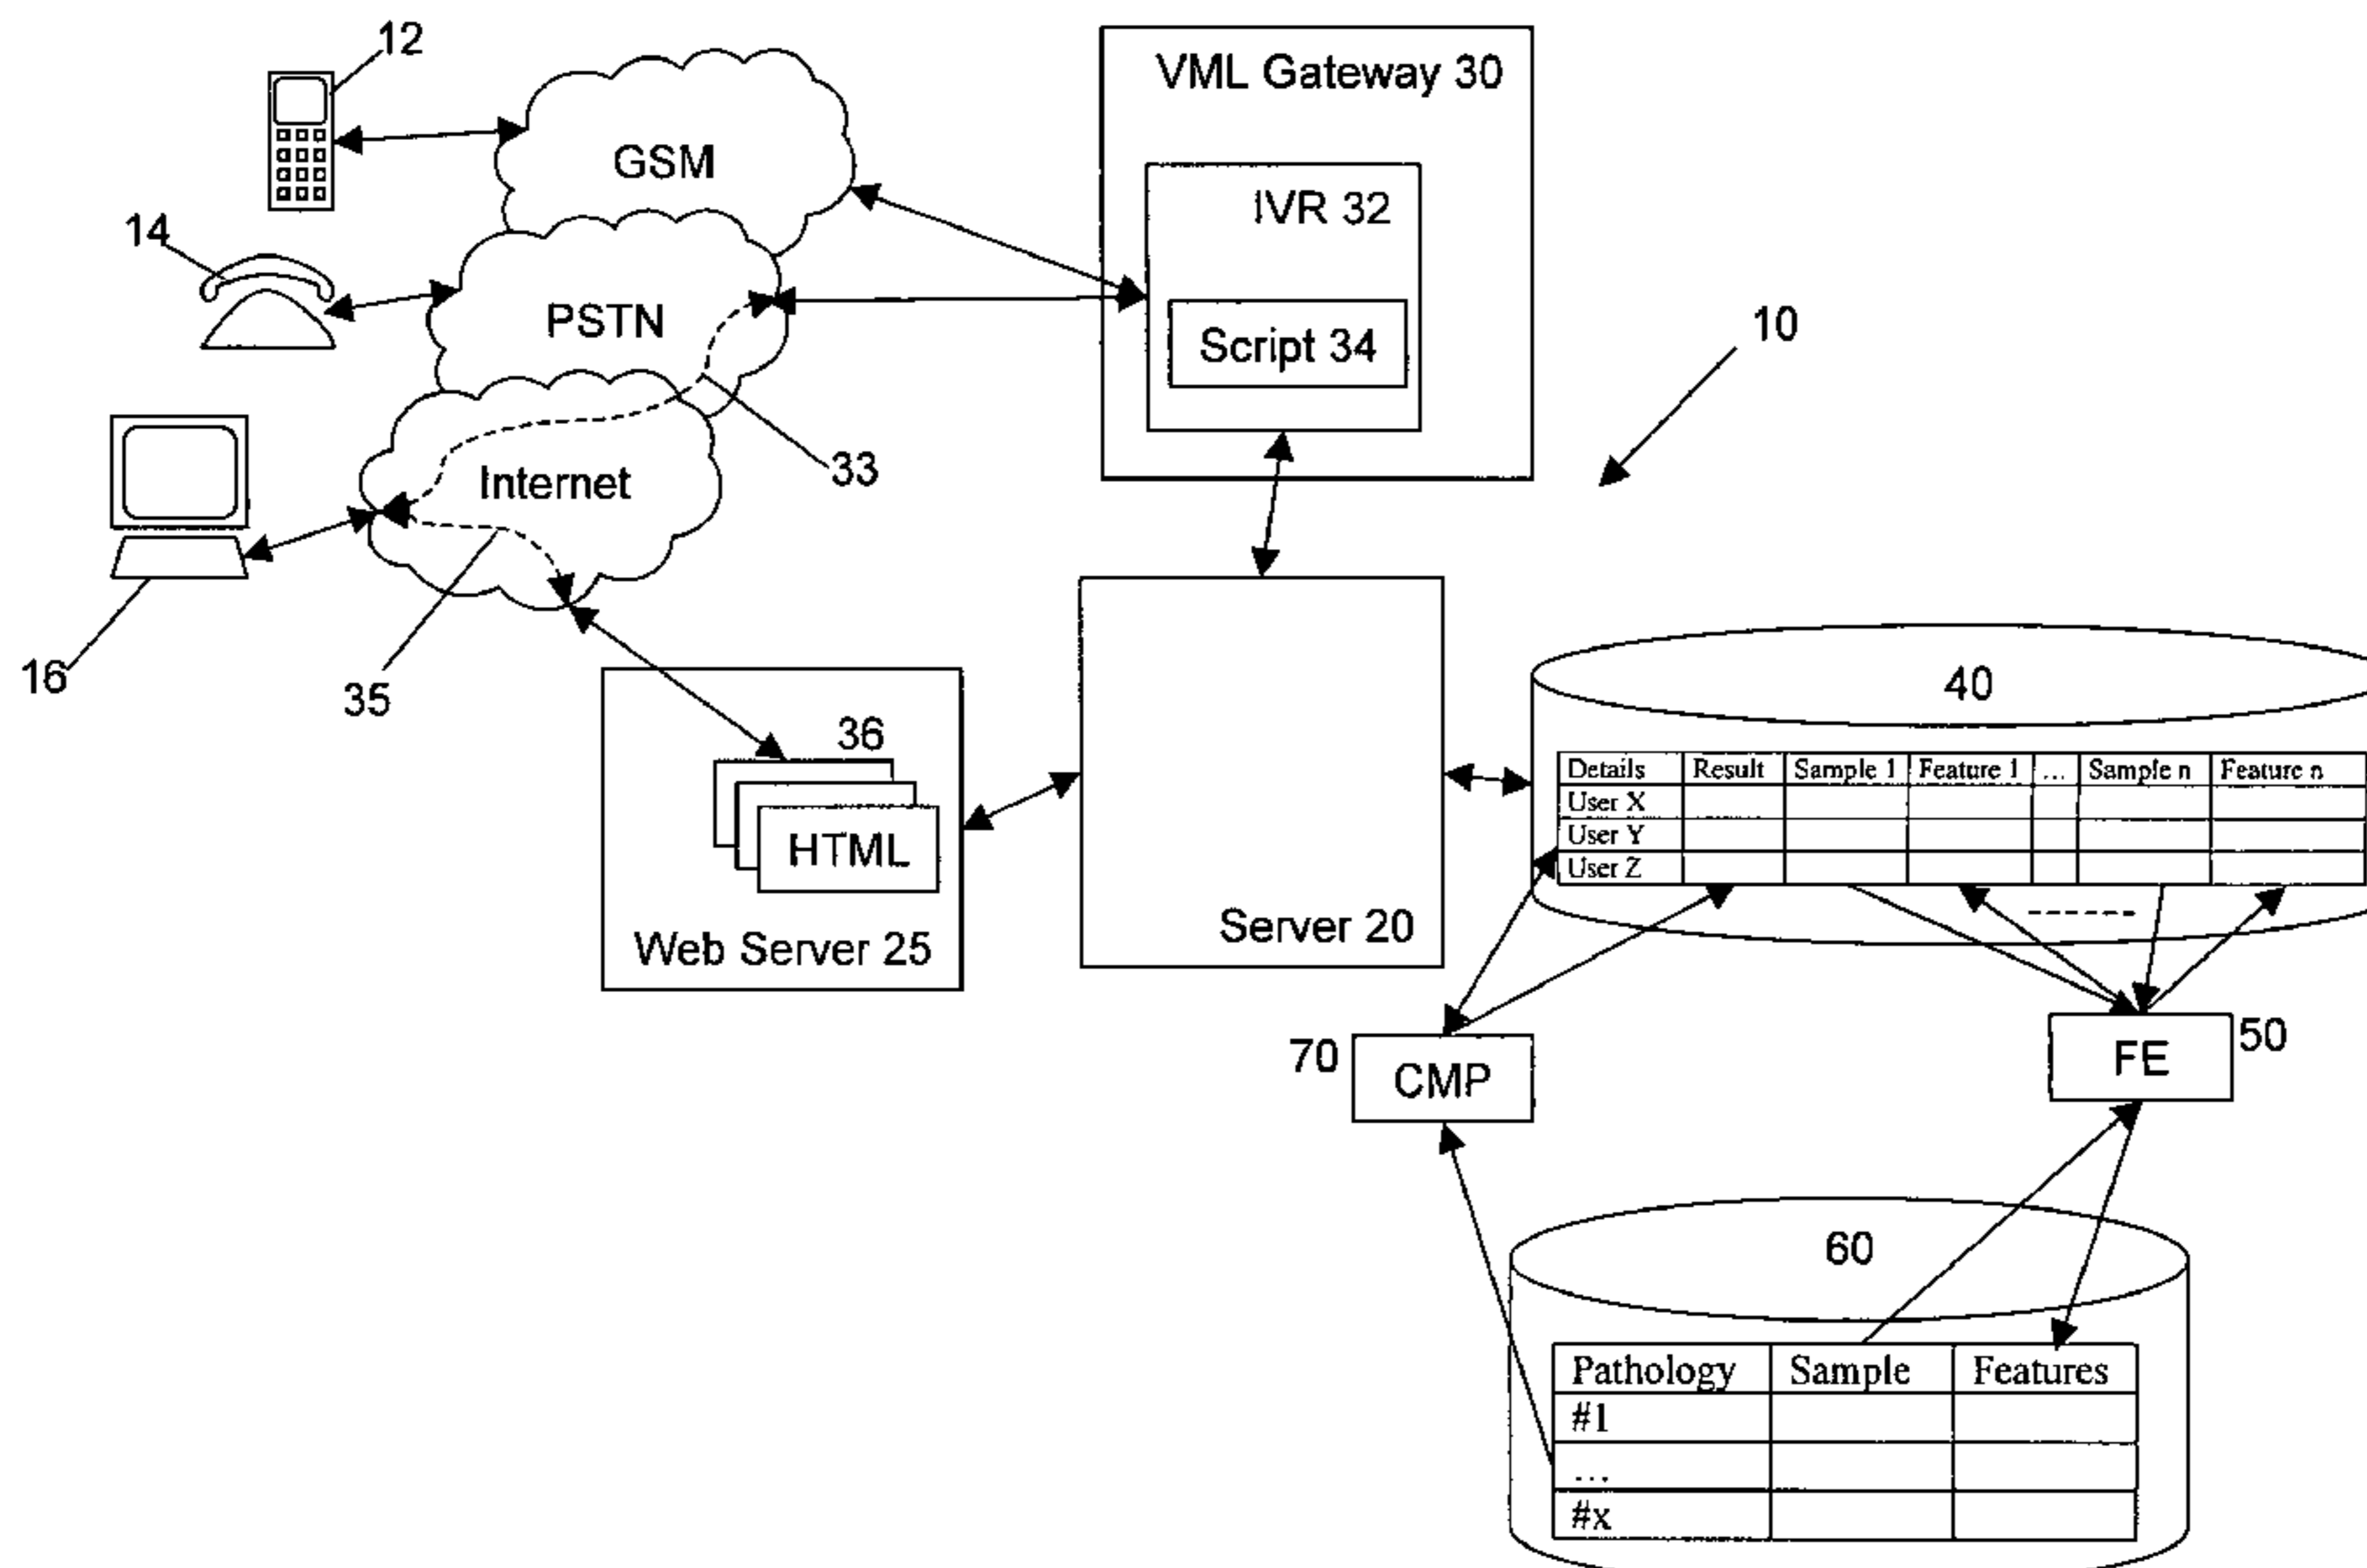 12
VML Gateway 30
GSM
IVR 32
14
PSTN
Script 34
10
33
Internet
16
35
36
HTML
Web Server 25
Server 20
40
Details Result Sample 1 Feature 1 ... Sample n Feature n
User X
User Y
User Z
70
CMP
FE
50
60
Pathology Sample Features
#1
...
#x